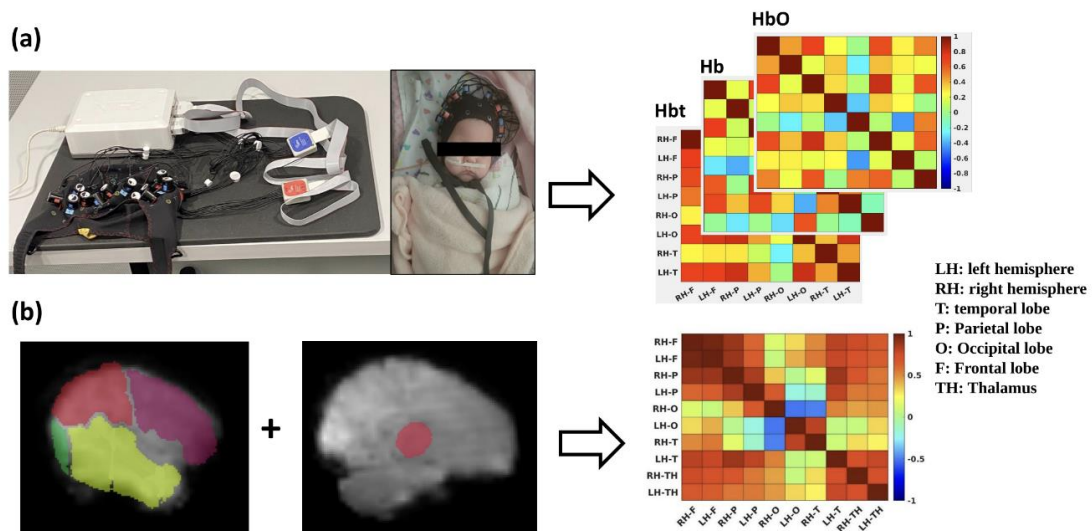 (a)
HbO
Hb
Hbt
1
0.8
0.6
0.4
0.2
0
-0.2
-0.4
-0.6
-0.8
-1
RH-F
LH-F
RH-P
LH-P
RH-O
LH-O
RH-T
LH-T
RH-F
LH-F
RH-P
LH-P
RH-O
LH-O
RH-T
LH-T
LH: left hemisphere
RH: right hemisphere
T: temporal lobe
P: Parietal lobe
O: Occipital lobe
F: Frontal lobe
TH: Thalamus
(b)
+
RH-F
LH-F
RH-P
LH-P
RH-O
LH-O
RH-T
LH-T
RH-TH
LH-TH
RH-F
LH-F
RH-P
LH-P
RH-O
LH-O
RH-T
LH-T
RH-TH
LH-TH
1
0.5
0
-0.5
-1